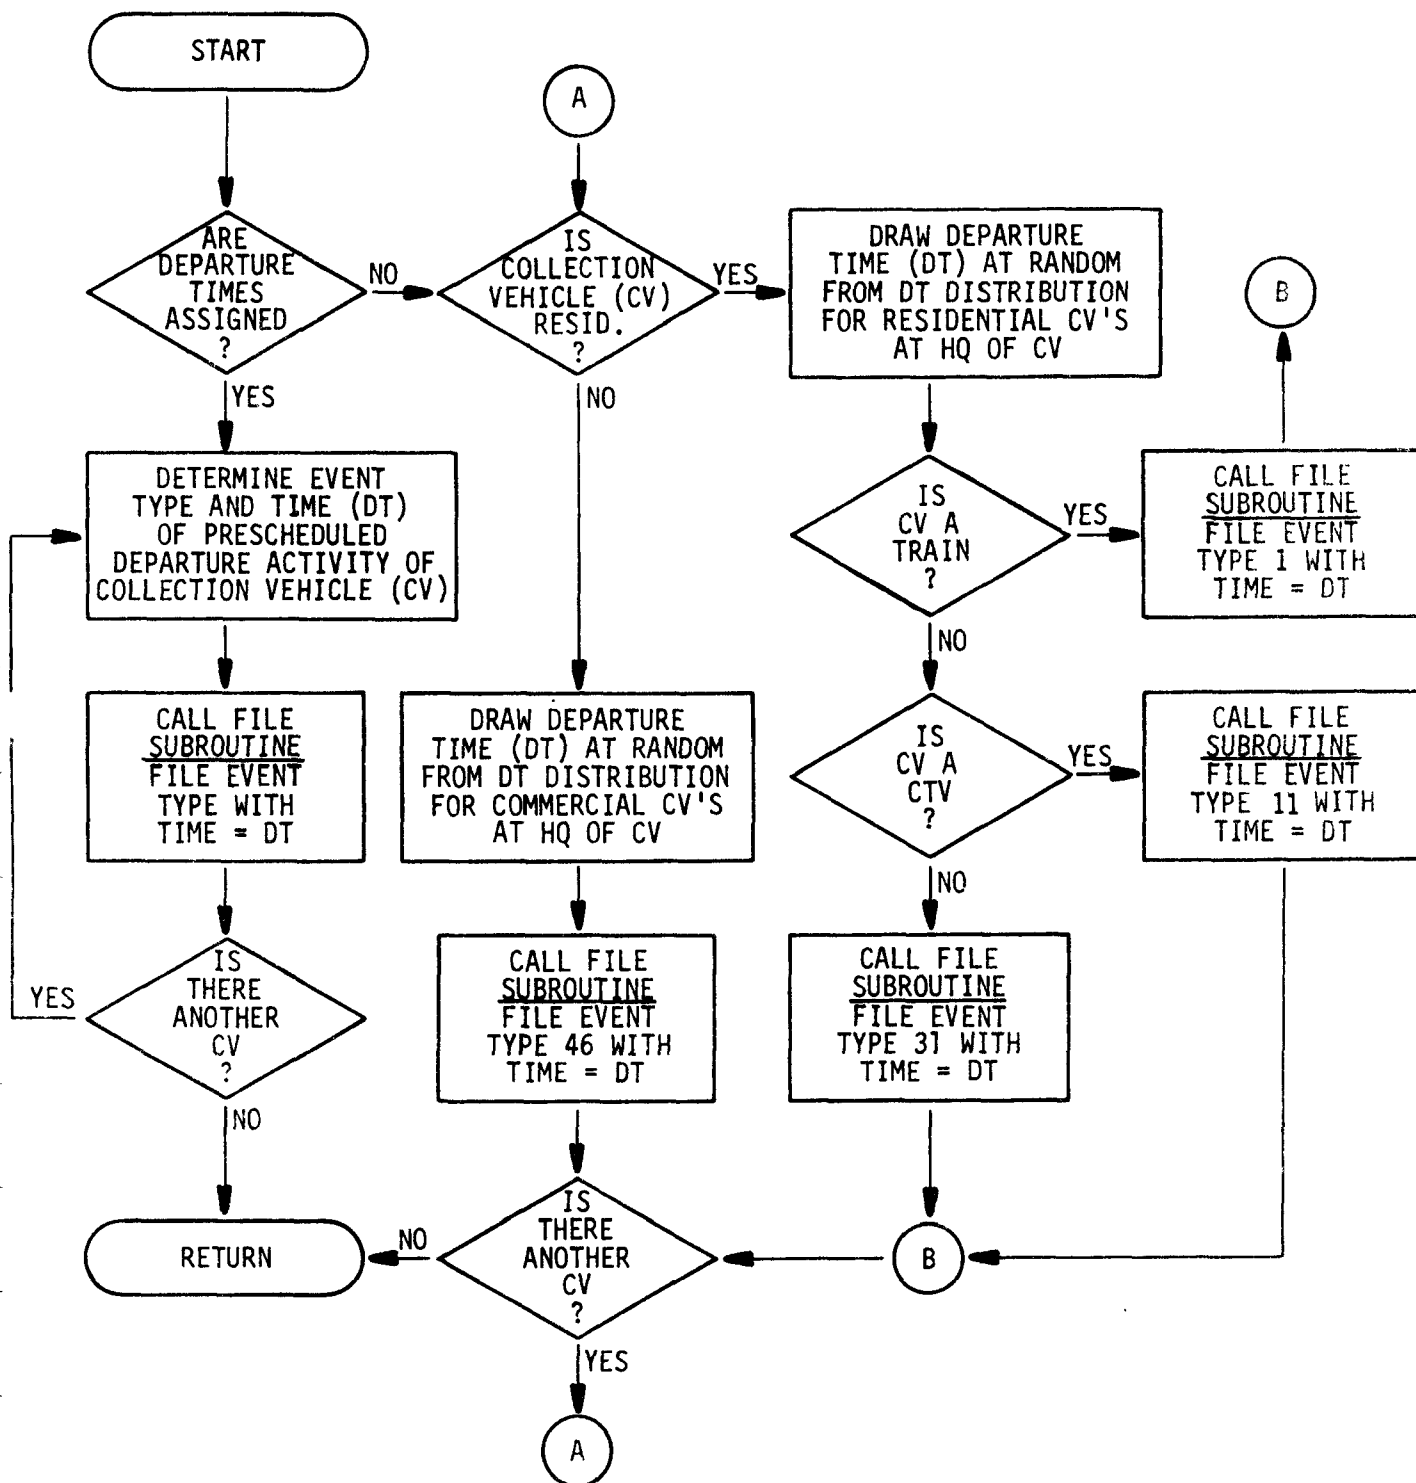 START
A
ARE
DEPARTURE
TIMES
ASSIGNED
?
NO
YES
IS
COLLECTION
VEHICLE (CV)
RESID.
?
YES
NO
DRAW DEPARTURE
TIME (DT) AT RANDOM
FROM DT DISTRIBUTION
FOR RESIDENTIAL CV'S
AT HQ OF CV
B
DETERMINE EVENT
TYPE AND TIME (DT)
OF PRESCHEDULED
DEPARTURE ACTIVITY OF
COLLECTION VEHICLE (CV)
IS
CV A
TRAIN
?
YES
NO
CALL FILE
SUBROUTINE
FILE EVENT
TYPE 1 WITH
TIME = DT
CALL FILE
SUBROUTINE
FILE EVENT
TYPE WITH
TIME = DT
DRAW DEPARTURE
TIME (DT) AT RANDOM
FROM DT DISTRIBUTION
FOR COMMERCIAL CV'S
AT HQ OF CV
IS
CV A
CTV
?
YES
NO
CALL FILE
SUBROUTINE
FILE EVENT
TYPE 11 WITH
TIME = DT
IS
THERE
ANOTHER
CV
?
YES
NO
CALL FILE
SUBROUTINE
FILE EVENT
TYPE 46 WITH
TIME = DT
CALL FILE
SUBROUTINE
FILE EVENT
TYPE 31 WITH
TIME = DT
RETURN
NO
IS
THERE
ANOTHER
CV
?
B
YES
A